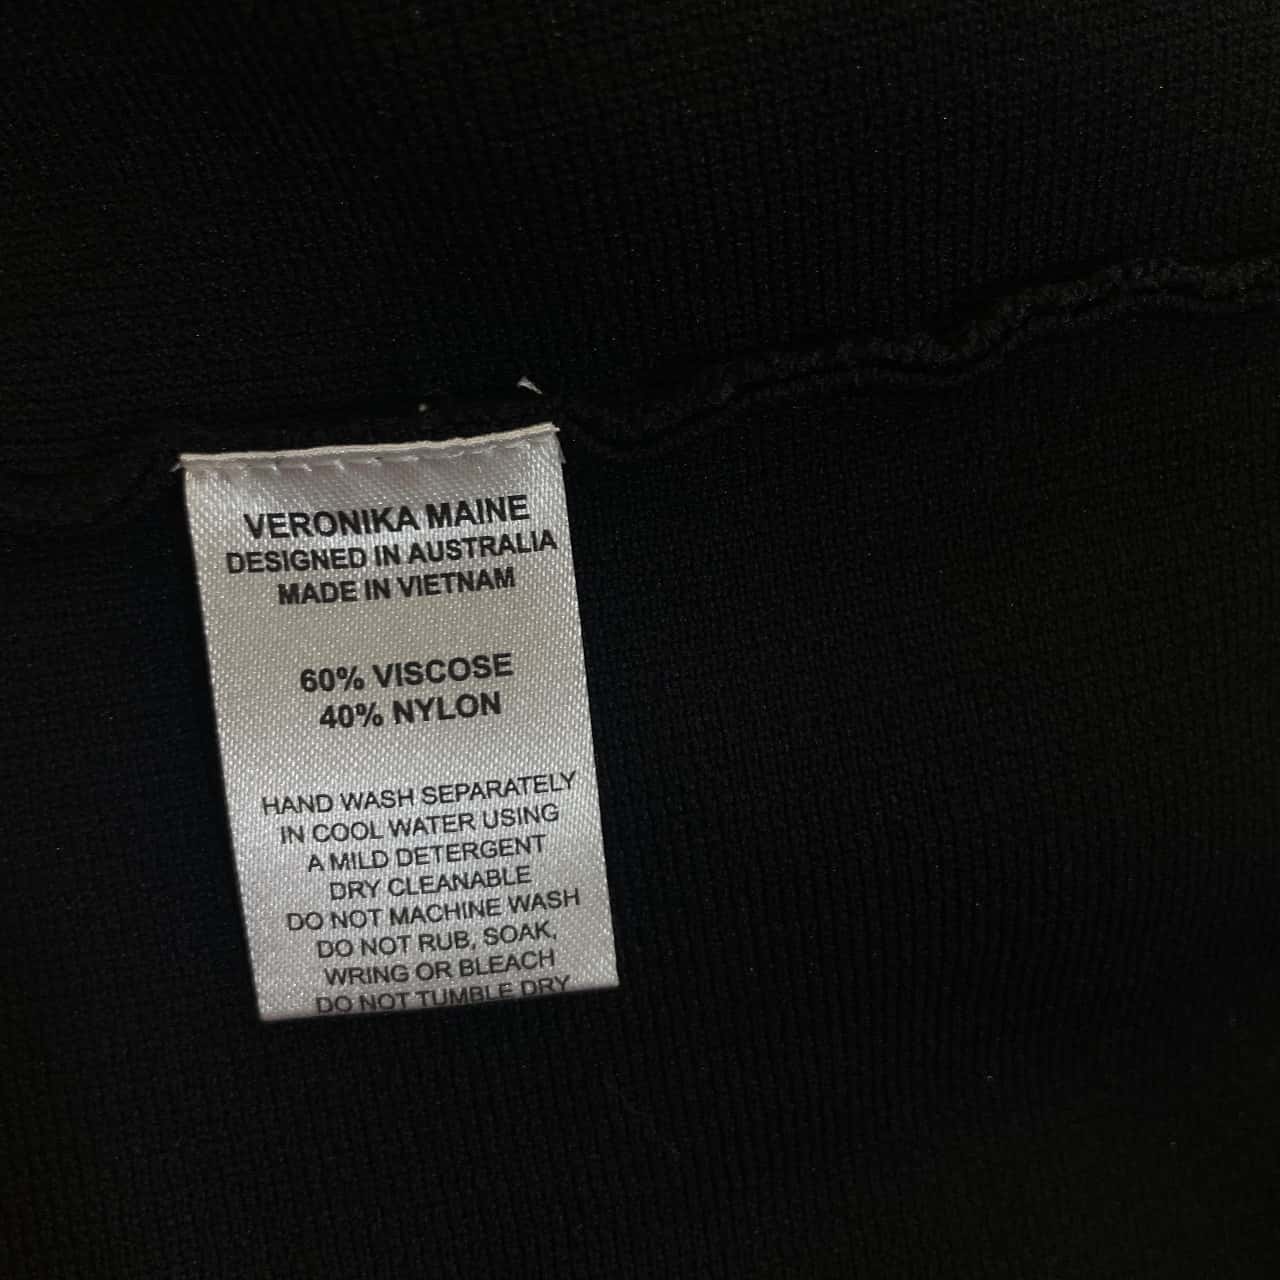 VERONIKA MAINE
DESIGNED IN AUSTRALIA
MADE IN VIETNAM
60% VISCOSE
40% NYLON
HAND WASH SEPARATELY
IN COOL WATER USING
A MILD DETERGENT
DRY CLEANABLE
DO NOT MACHINE WASH
DO NOT RUB, SOAK,
WRING OR BLEACH
DO NOT TUMBLE DRY